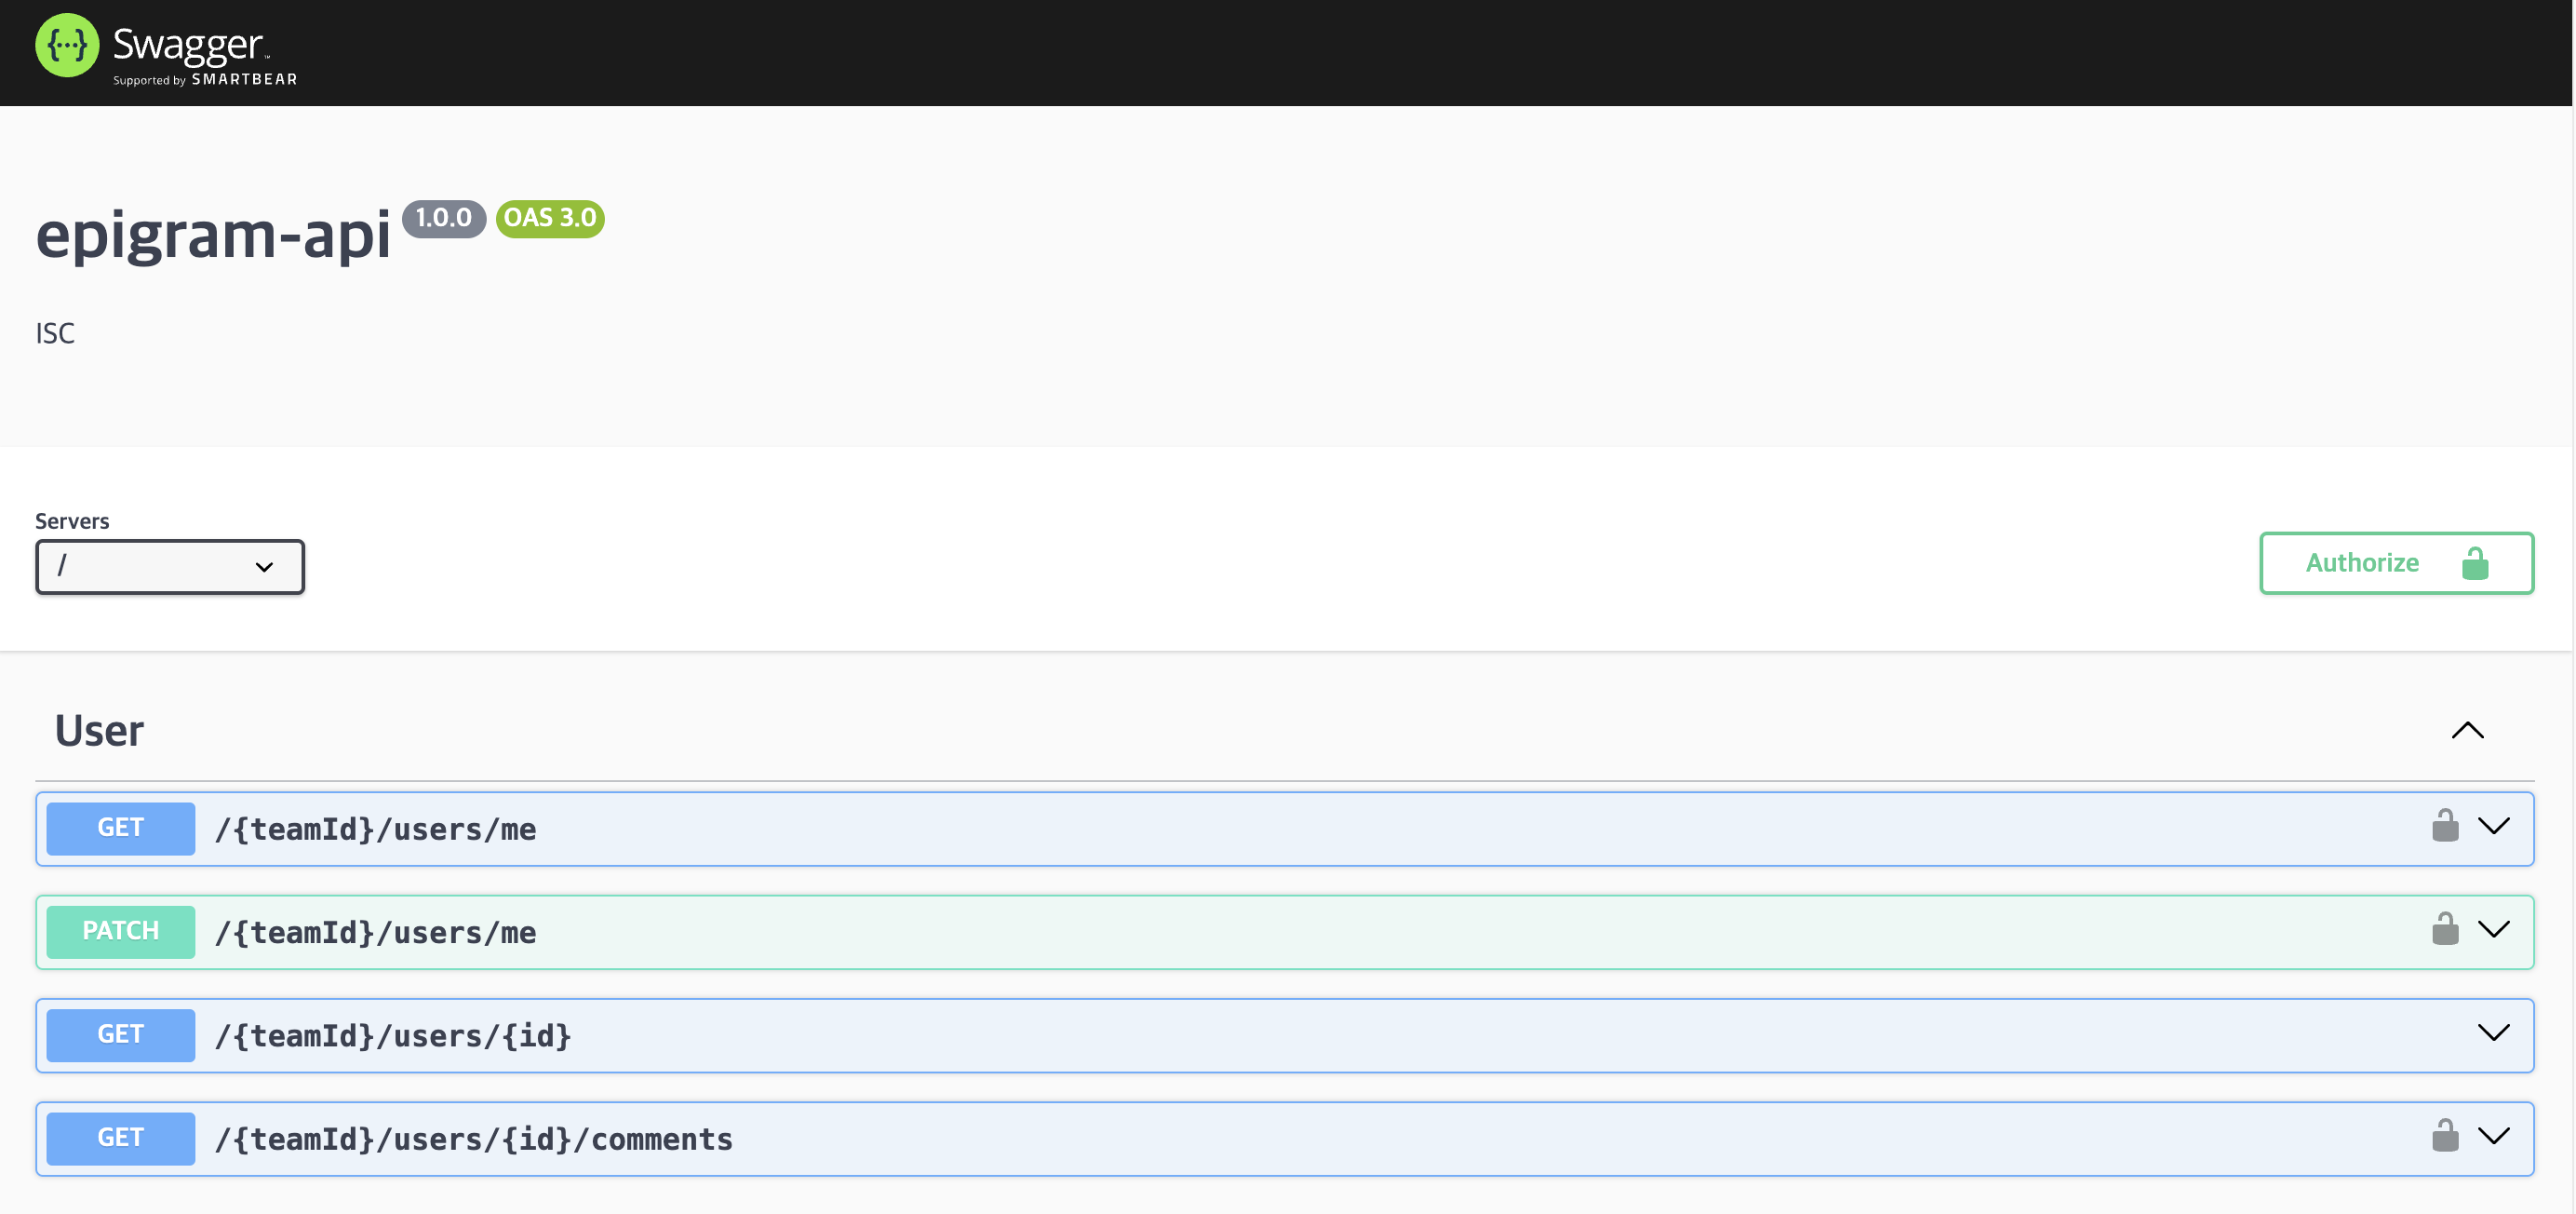 Swagger™
Supported by SMARTBEAR
epigram-api 1.0.0 OAS 3.0
ISC
Servers
/
Authorize
User
GET /{teamId}/users/me
PATCH /{teamId}/users/me
GET /{teamId}/users/{id}
GET /{teamId}/users/{id}/comments